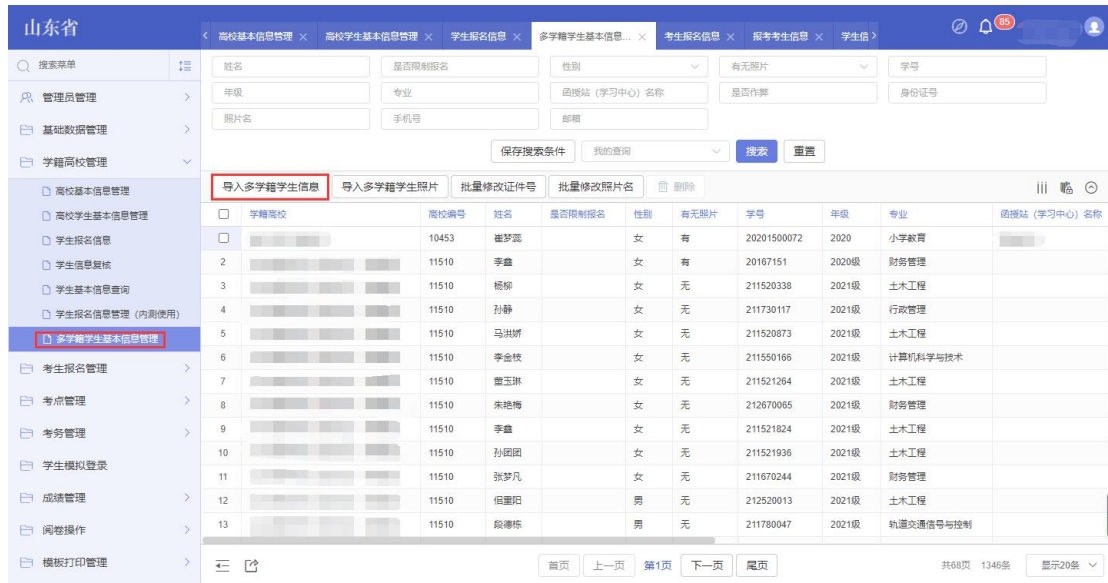 山东省
高校基本信息管理 × 高校学生基本信息管理 × 学生报名信息 × 多学籍学生基本信息... × 考生报名信息 × 报考考生信息 × 学生信
85
搜索菜单
管理员管理
基础数据管理
学籍高校管理
高校基本信息管理
高校学生基本信息管理
学生报名信息
学生信息复核
学生基本信息查询
学生报名信息管理（内测使用）
多学籍学生基本信息管理
考生报名管理
考点管理
考务管理
学生模拟登录
成绩管理
阅卷操作
模板打印管理
姓名 是否限制报名 性别 有无照片 学号
年级 专业 函授站（学习中心）名称 是否作弊 身份证号
照片名 手机号 邮箱
保存搜索条件 我的查询 搜索 重置
导入多学籍学生信息 导入多学籍学生照片 批量修改证件号 批量修改照片名 删除
学籍高校 高校编号 姓名 是否限制报名 性别 有无照片 学号 年级 专业 函授站（学习中心）名称
10453 崔梦蕊 女 有 20201500072 2020 小学教育
2 11510 李鑫 女 有 20167151 2020级 财务管理
3 11510 杨柳 女 无 211520338 2021级 土木工程
4 11510 孙静 女 无 211730117 2021级 行政管理
5 11510 马洪娇 女 无 211520873 2021级 土木工程
6 11510 李金枝 女 无 211550166 2021级 计算机科学与技术
7 11510 董玉琳 女 无 211521264 2021级 土木工程
8 11510 朱艳梅 女 无 212670065 2021级 财务管理
9 11510 李鑫 女 无 211521824 2021级 土木工程
10 11510 孙团团 女 无 211521936 2021级 土木工程
11 11510 张梦凡 女 无 211670244 2021级 财务管理
12 11510 但重阳 男 无 212520013 2021级 土木工程
13 11510 段德栋 男 无 211780047 2021级 轨道交通信号与控制
首页 上一页 第1页 下一页 尾页 共68页 1346条 显示20条